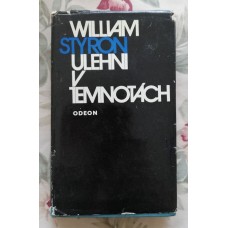 WILLIAM
STYRON
ULEHNI
V
TEMNOTÁCH
ODEON